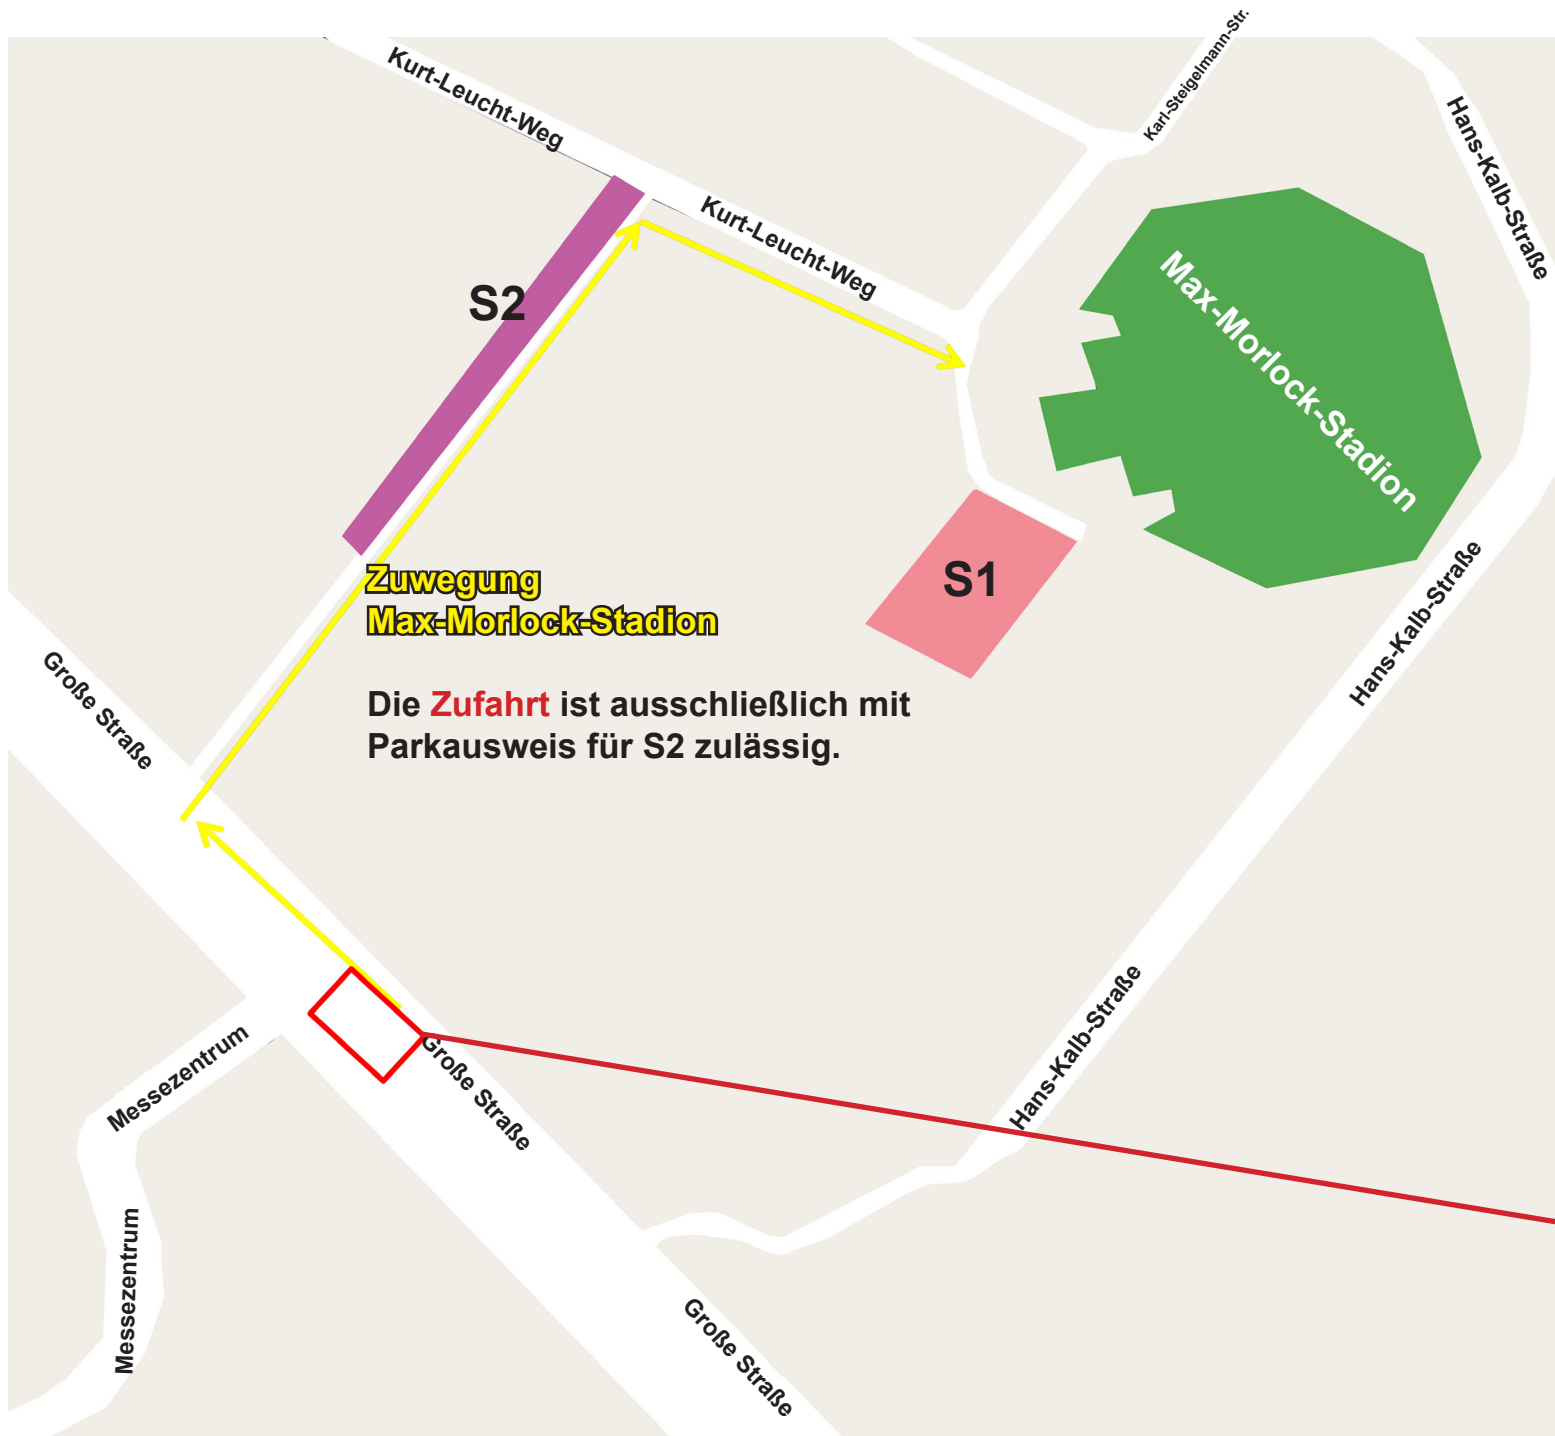 Karl-Steigelmann-Str.
Kurt-Leucht-Weg
Hans-Kalb-Straße
Kurt-Leucht-Weg
S2
Max-Morlock-Stadion
S1
Zuwegung
Max-Morlock-Stadion
Hans-Kalb-Straße
Große Straße
Die Zufahrt ist ausschließlich mit
Parkausweis für S2 zulässig.
Hans-Kalb-Straße
Messezentrum
Große Straße
Messezentrum
Große Straße